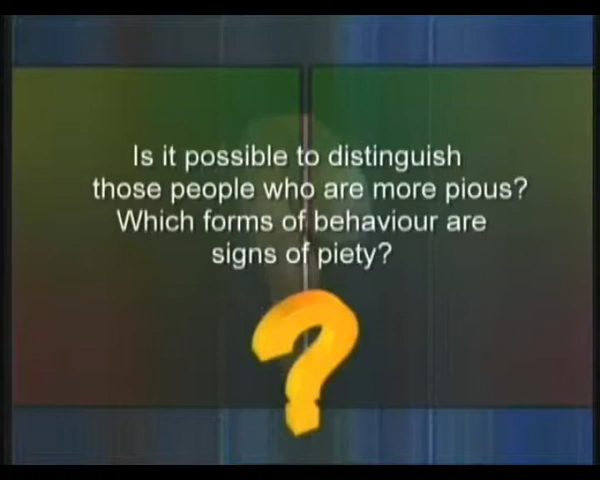 Is it possible to distinguish
those people who are more pious?
Which forms of behaviour are
signs of piety?
?